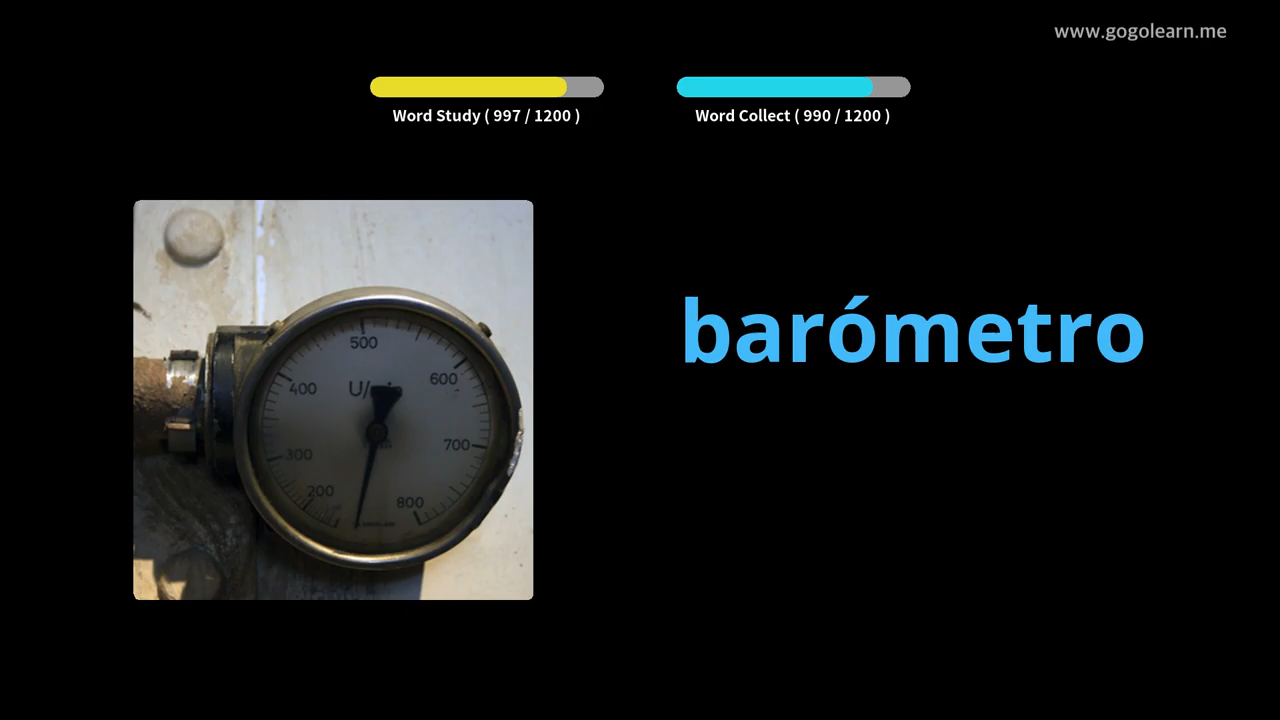 www.gogolearn.me
Word Study ( 997 / 1200 )
Word Collect ( 990 / 1200 )
barómetro
500
400
600
U/
300
700
200
800